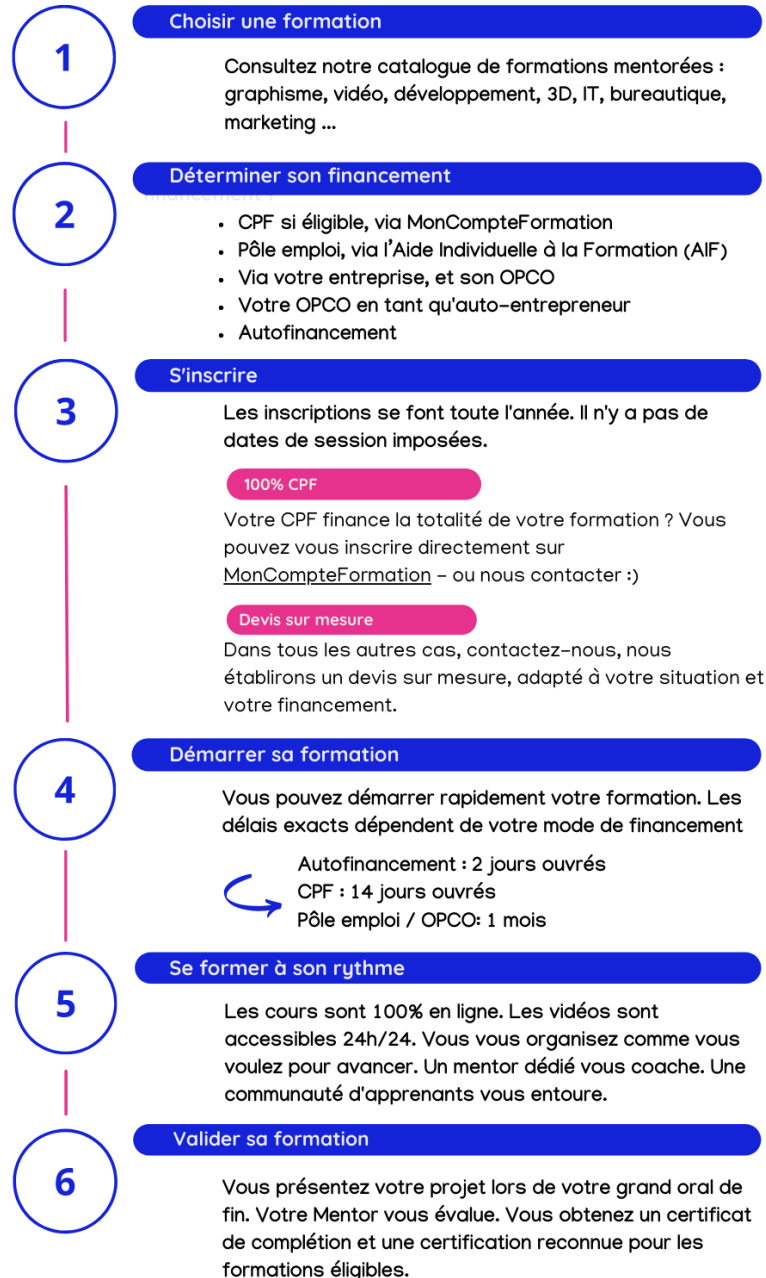 1
Choisir une formation
Consultez notre catalogue de formations mentorées :
graphisme, vidéo, développement, 3D, IT, bureautique,
marketing ...
2
Déterminer son financement
financement ?
• CPF si éligible, via MonCompteFormation
• Pôle emploi, via l’Aide Individuelle à la Formation (AIF)
• Via votre entreprise, et son OPCO
• Votre OPCO en tant qu'auto-entrepreneur
• Autofinancement
3
S'inscrire
Les inscriptions se font toute l'année. Il n'y a pas de
dates de session imposées.
100% CPF
Votre CPF finance la totalité de votre formation ? Vous
pouvez vous inscrire directement sur
MonCompteFormation - ou nous contacter :)
Devis sur mesure
Dans tous les autres cas, contactez-nous, nous
établirons un devis sur mesure, adapté à votre situation et
votre financement.
4
Démarrer sa formation
Vous pouvez démarrer rapidement votre formation. Les
délais exacts dépendent de votre mode de financement
Autofinancement : 2 jours ouvrés
CPF : 14 jours ouvrés
Pôle emploi / OPCO: 1 mois
5
Se former à son rythme
Les cours sont 100% en ligne. Les vidéos sont
accessibles 24h/24. Vous vous organisez comme vous
voulez pour avancer. Un mentor dédié vous coache. Une
communauté d'apprenants vous entoure.
6
Valider sa formation
Vous présentez votre projet lors de votre grand oral de
fin. Votre Mentor vous évalue. Vous obtenez un certificat
de complétion et une certification reconnue pour les
formations éligibles.